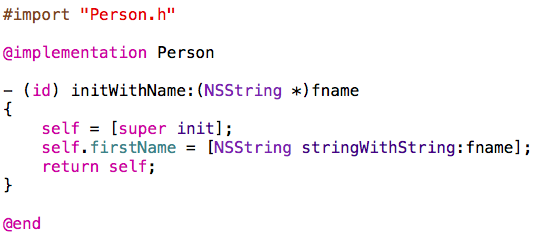 #import "Person.h"
@implementation Person
- (id) initWithName:(NSString *)fname
{
self = [super init];
self.firstName = [NSString stringWithString:fname];
return self;
}
@end